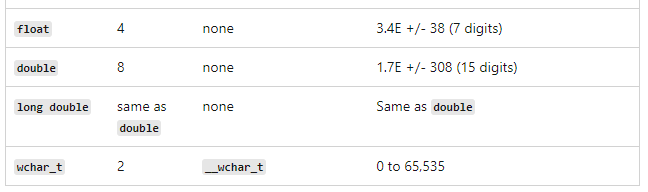 float 4 none 3.4E +/- 38 (7 digits)
double 8 none 1.7E +/- 308 (15 digits)
long double same as none Same as double
double
wchar_t 2 __wchar_t 0 to 65,535